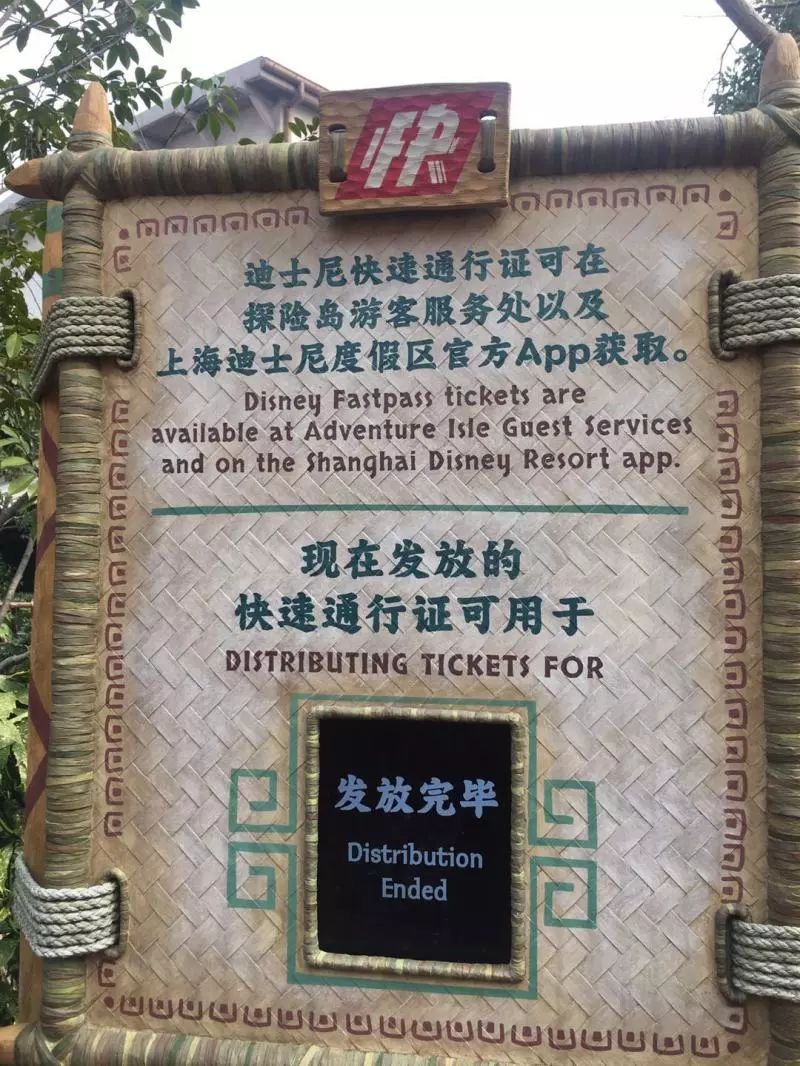 快
迪士尼快速通行证可在
探险岛游客服务处以及
上海迪士尼度假区官方App获取。
Disney Fastpass tickets are
available at Adventure Isle Guest Services
and on the Shanghai Disney Resort app.
现在发放的
快速通行证可用于
DISTRIBUTING TICKETS FOR
发放完毕
Distribution
Ended